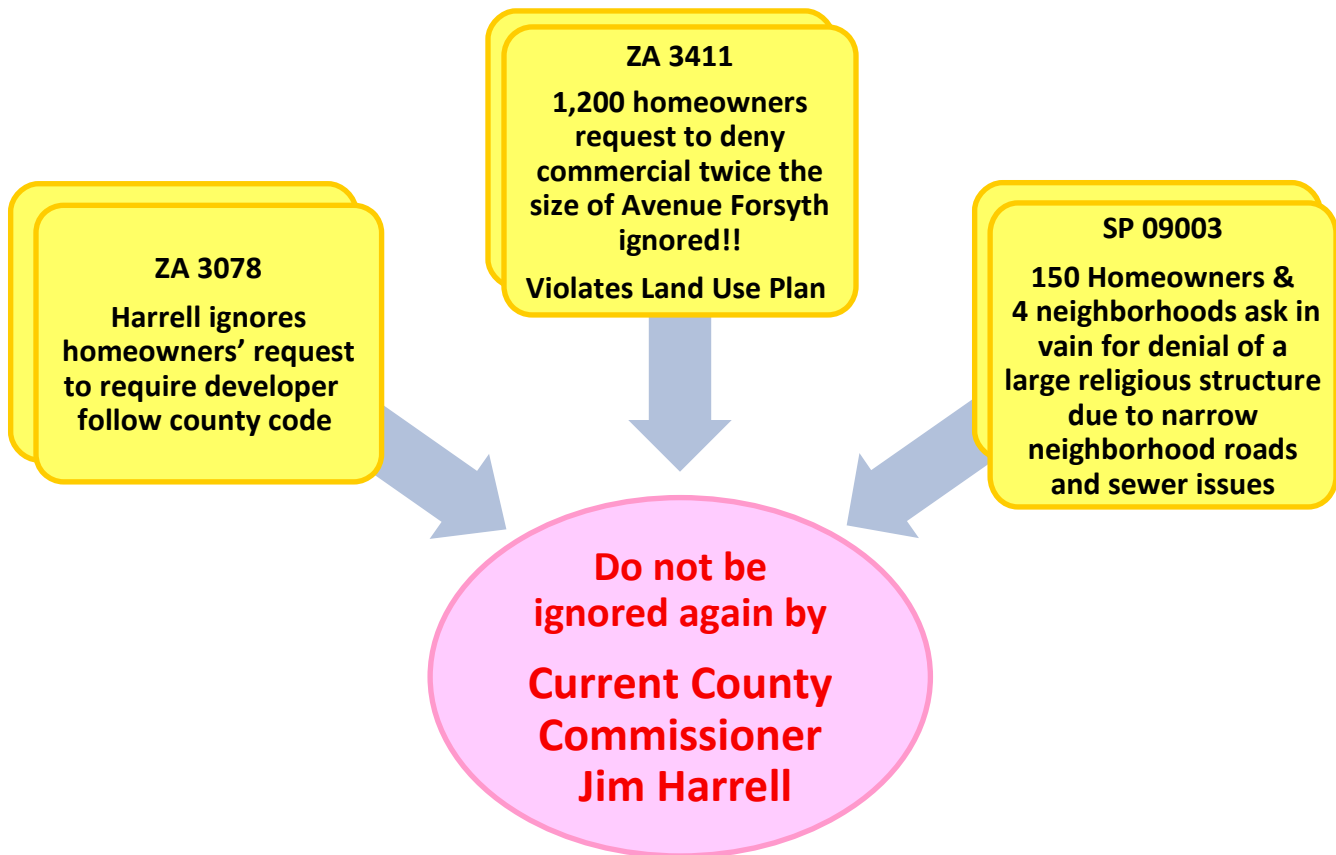 ZA 3078
Harrell ignores
homeowners’ request
to require developer
follow county code
ZA 3411
1,200 homeowners
request to deny
commercial twice the
size of Avenue Forsyth
ignored!!
Violates Land Use Plan
SP 09003
150 Homeowners &
4 neighborhoods ask in
vain for denial of a
large religious structure
due to narrow
neighborhood roads
and sewer issues
Do not be
ignored again by
Current County
Commissioner
Jim Harrell